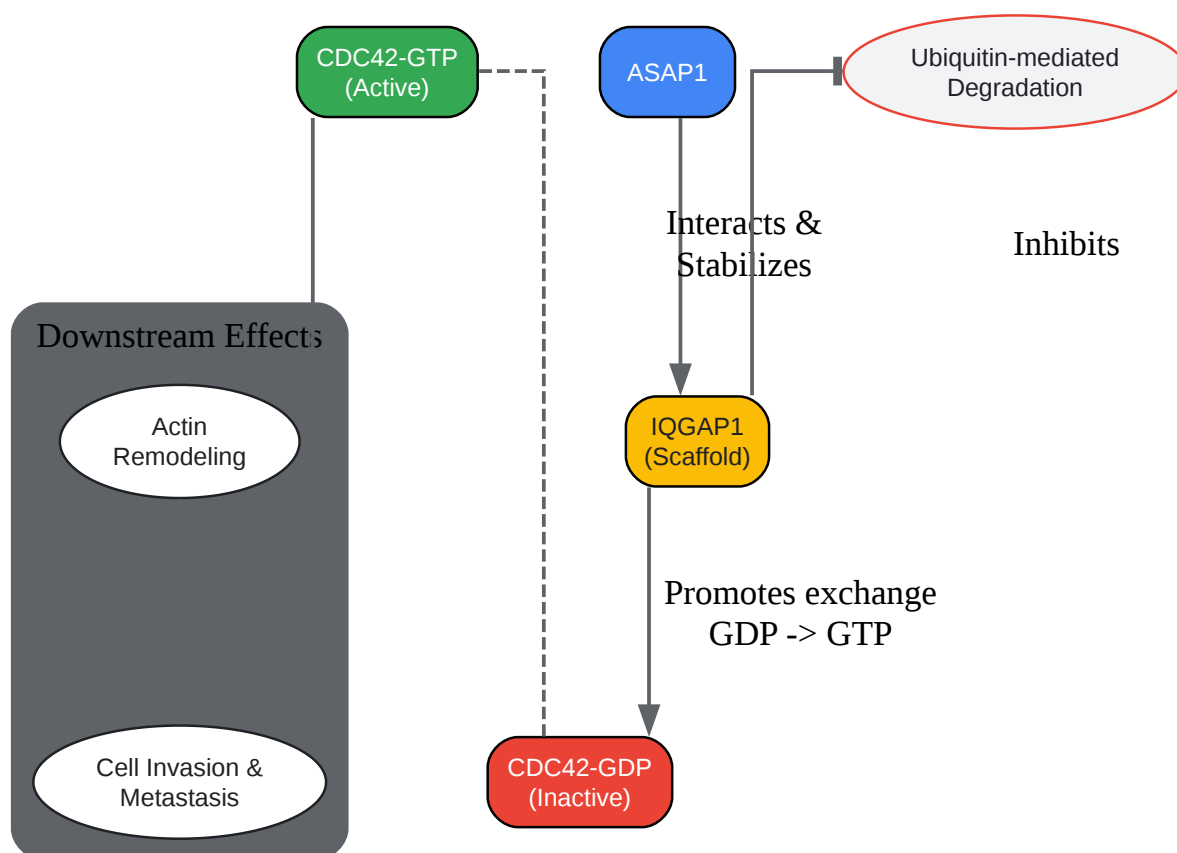 CDC42-GTP
(Active)
ASAP1
Ubiquitin-mediated
Degradation
Interacts &
Stabilizes
Inhibits
Downstream Effects
Actin
Remodeling
IQGAP1
(Scaffold)
Promotes exchange
GDP -> GTP
Cell Invasion &
Metastasis
CDC42-GDP
(Inactive)